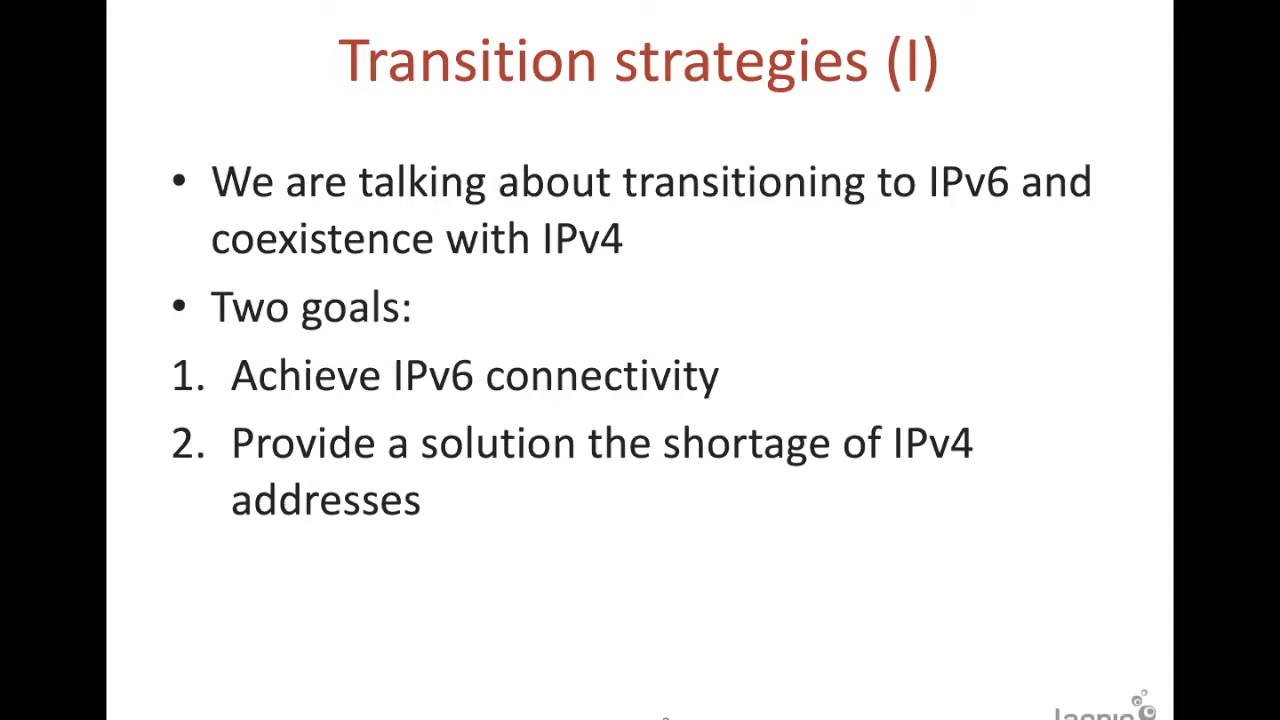 Transition strategies (I)
• We are talking about transitioning to IPv6 and
coexistence with IPv4
• Two goals:
1. Achieve IPv6 connectivity
2. Provide a solution the shortage of IPv4
addresses